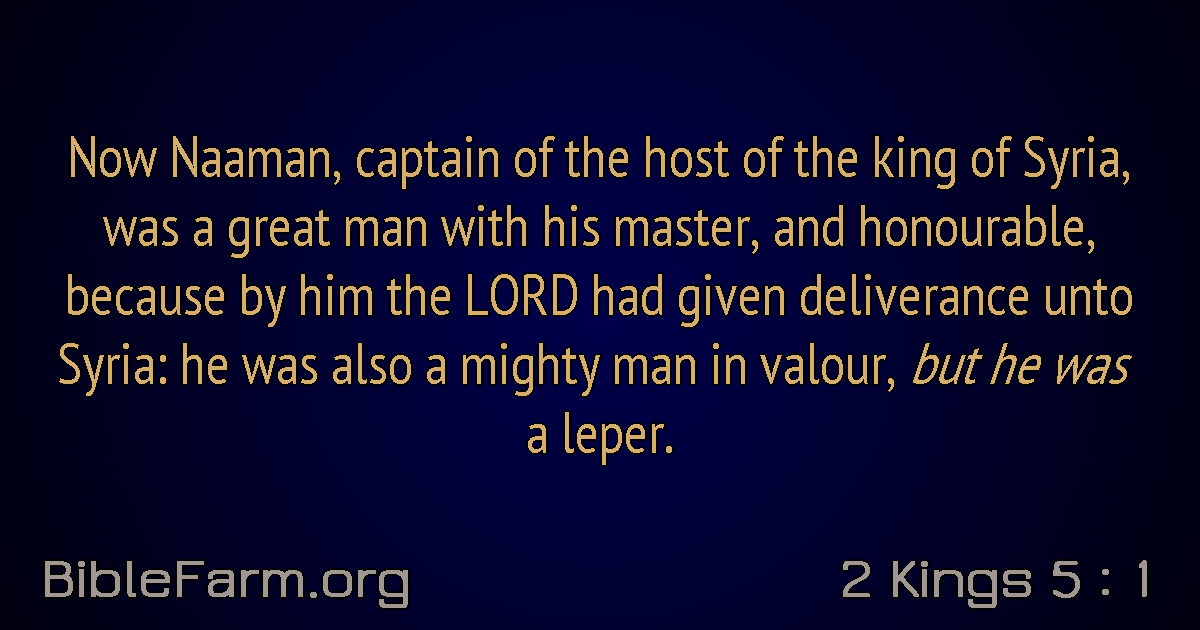 Now Naaman, captain of the host of the king of Syria,
was a great man with his master, and honourable,
because by him the LORD had given deliverance unto
Syria: he was also a mighty man in valour, but he was
a leper.
BibleFarm.org
2 Kings 5 : 1